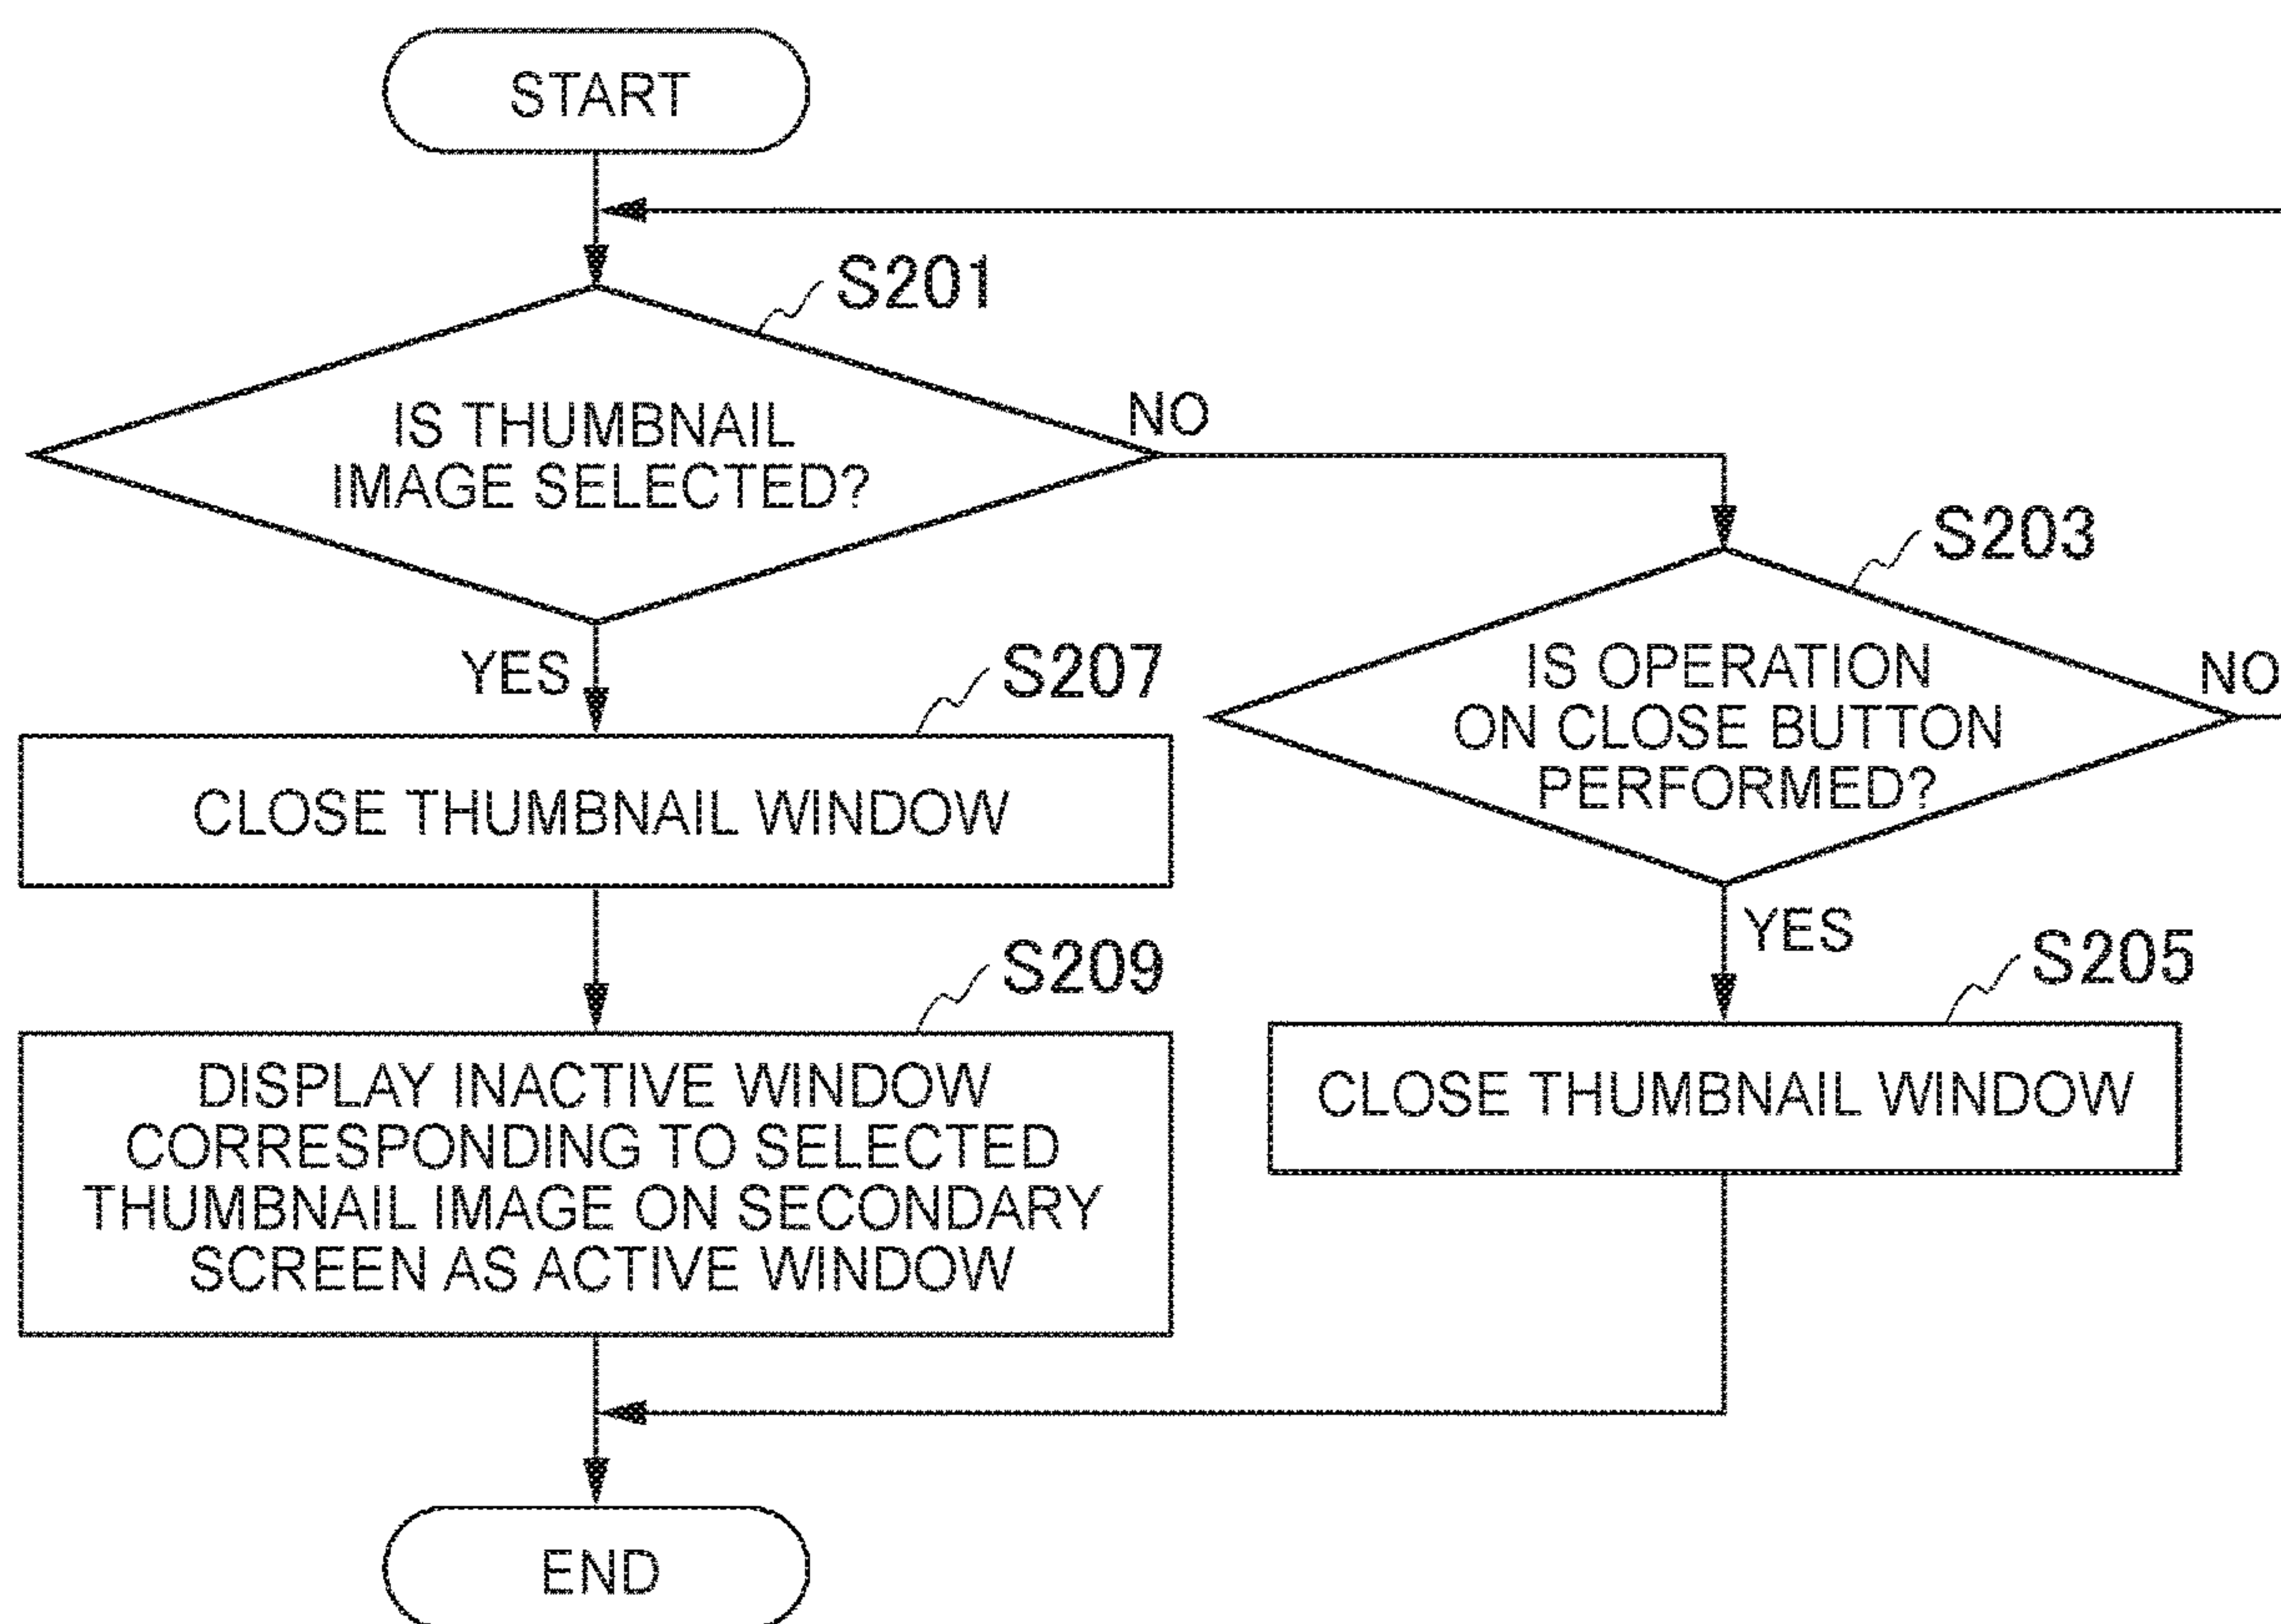 START
S201
IS THUMBNAIL
IMAGE SELECTED?
NO
YES
S203
IS OPERATION
ON CLOSE BUTTON
PERFORMED?
NO
YES
S207
CLOSE THUMBNAIL WINDOW
S205
CLOSE THUMBNAIL WINDOW
S209
DISPLAY INACTIVE WINDOW
CORRESPONDING TO SELECTED
THUMBNAIL IMAGE ON SECONDARY
SCREEN AS ACTIVE WINDOW
END